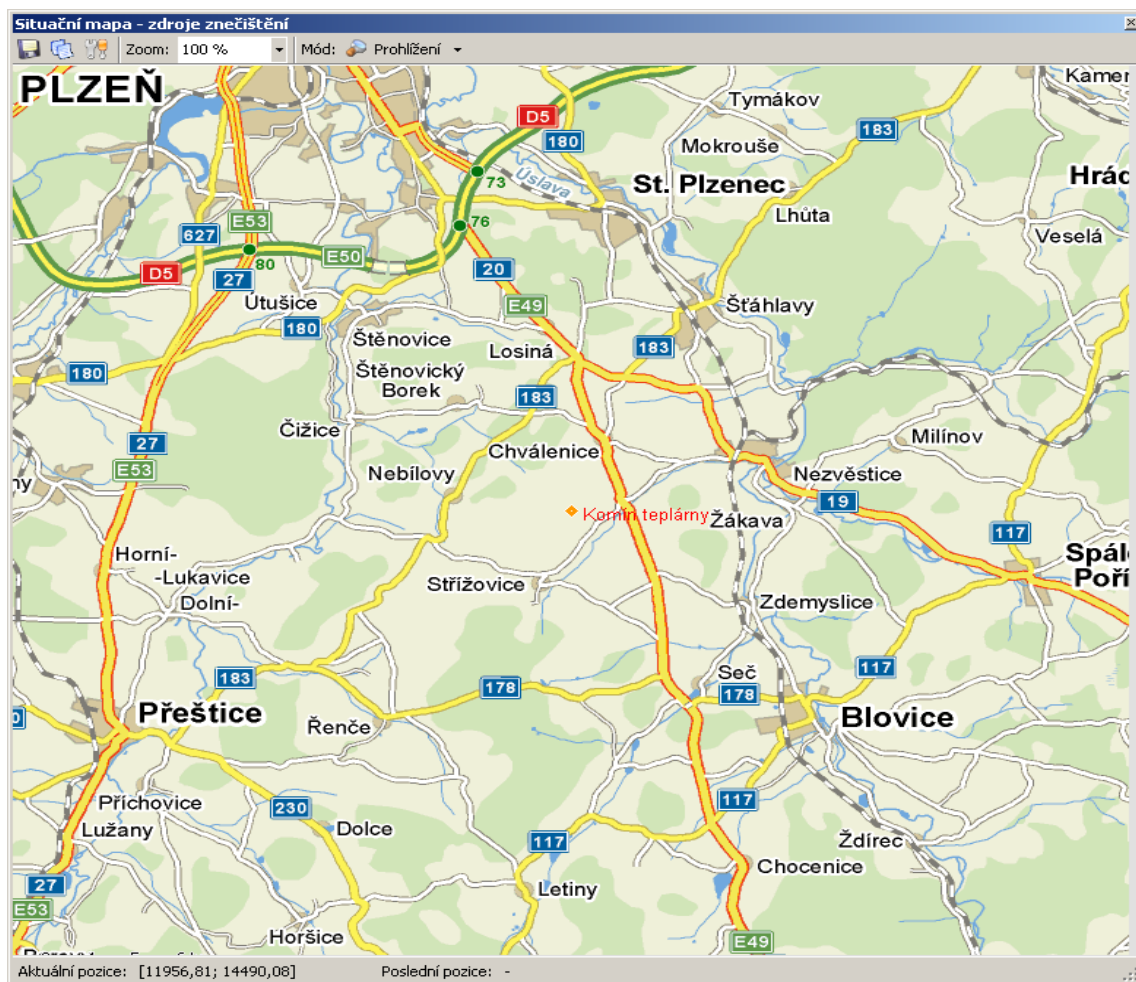 Situační mapa - zdroje znečištění
Zoom: 100 % Mód: Prohlížení
PLZEŇ
Kamen
Tymákov
D5
183
180
Mokrouše
73
Úslava
St. Plzenec
Hrád
Lhůta
E53
76
627
Veselá
80
E50
D5
27
20
Útušice
E49
Šťáhlavy
180
Štěnovice
Losiná
183
Štěnovický
Borek
180
183
Čižice
27
Milínov
Chválenice
E53
Nebílovy
Nezvěstice
ny
19
Komín teplárny
Žákava
117
Horní-
-Lukavice
Dolní-
Spál
Poří
Střížovice
Zdemyslice
117
183
Seč
178
178
Přeštice
0
Řenče
Blovice
Příchovice
117
230
Lužany
Dolce
117
Ždírec
Chocenice
27
Letiny
E53
Horšice
E49
Aktuální pozice: [11956,81; 14490,08] Poslední pozice: -